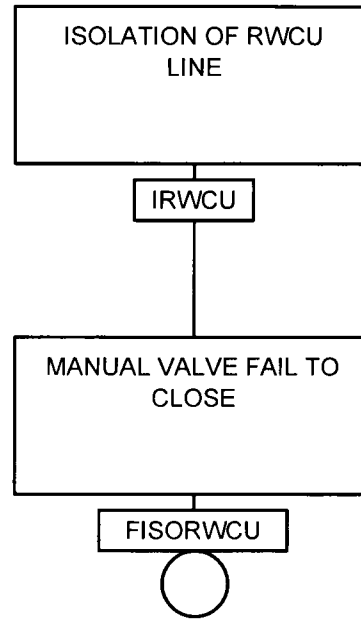 ISOLATION OF RWCU
LINE
IRWCU
MANUAL VALVE FAIL TO
CLOSE
FISORWCU